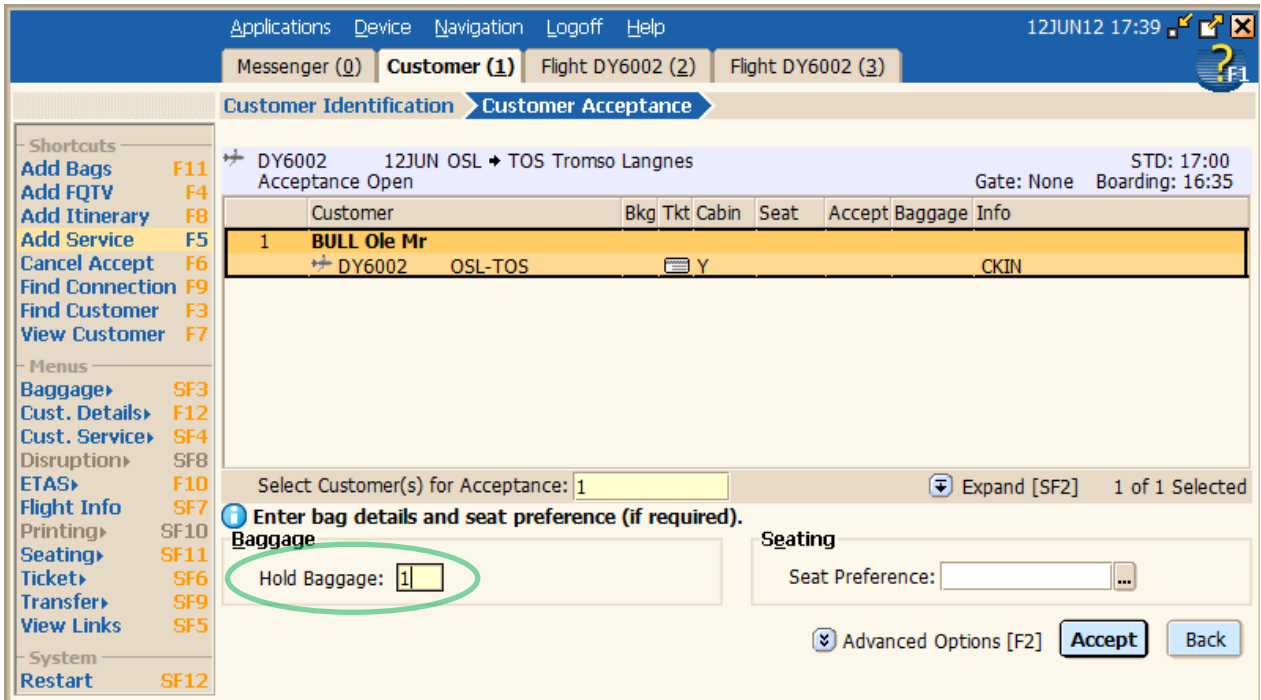 Applications Device Navigation Logoff Help 12JUN12 17:39
Messenger (0) Customer (1) Flight DY6002 (2) Flight DY6002 (3)
?F1
Customer Identification Customer Acceptance
Shortcuts
Add Bags F11
Add FQTV F4
Add Itinerary F8
Add Service F5
Cancel Accept F6
Find Connection F9
Find Customer F3
View Customer F7
Menus
Baggage SF3
Cust. Details F12
Cust. Service SF4
Disruption SF8
ETAS F10
Flight Info SF7
Printing SF10
Seating SF11
Ticket SF6
Transfer SF9
View Links SF5
System
Restart SF12
DY6002 12JUN OSL → TOS Tromso Langnes STD: 17:00
Acceptance Open Gate: None Boarding: 16:35
Customer Bkg Tkt Cabin Seat Accept Baggage Info
1 BULL Ole Mr
DY6002 OSL-TOS Y CKIN
Select Customer(s) for Acceptance: 1 Expand [SF2] 1 of 1 Selected
Enter bag details and seat preference (if required).
Baggage Seating
Hold Baggage: 1 Seat Preference: ...
Advanced Options [F2] Accept Back